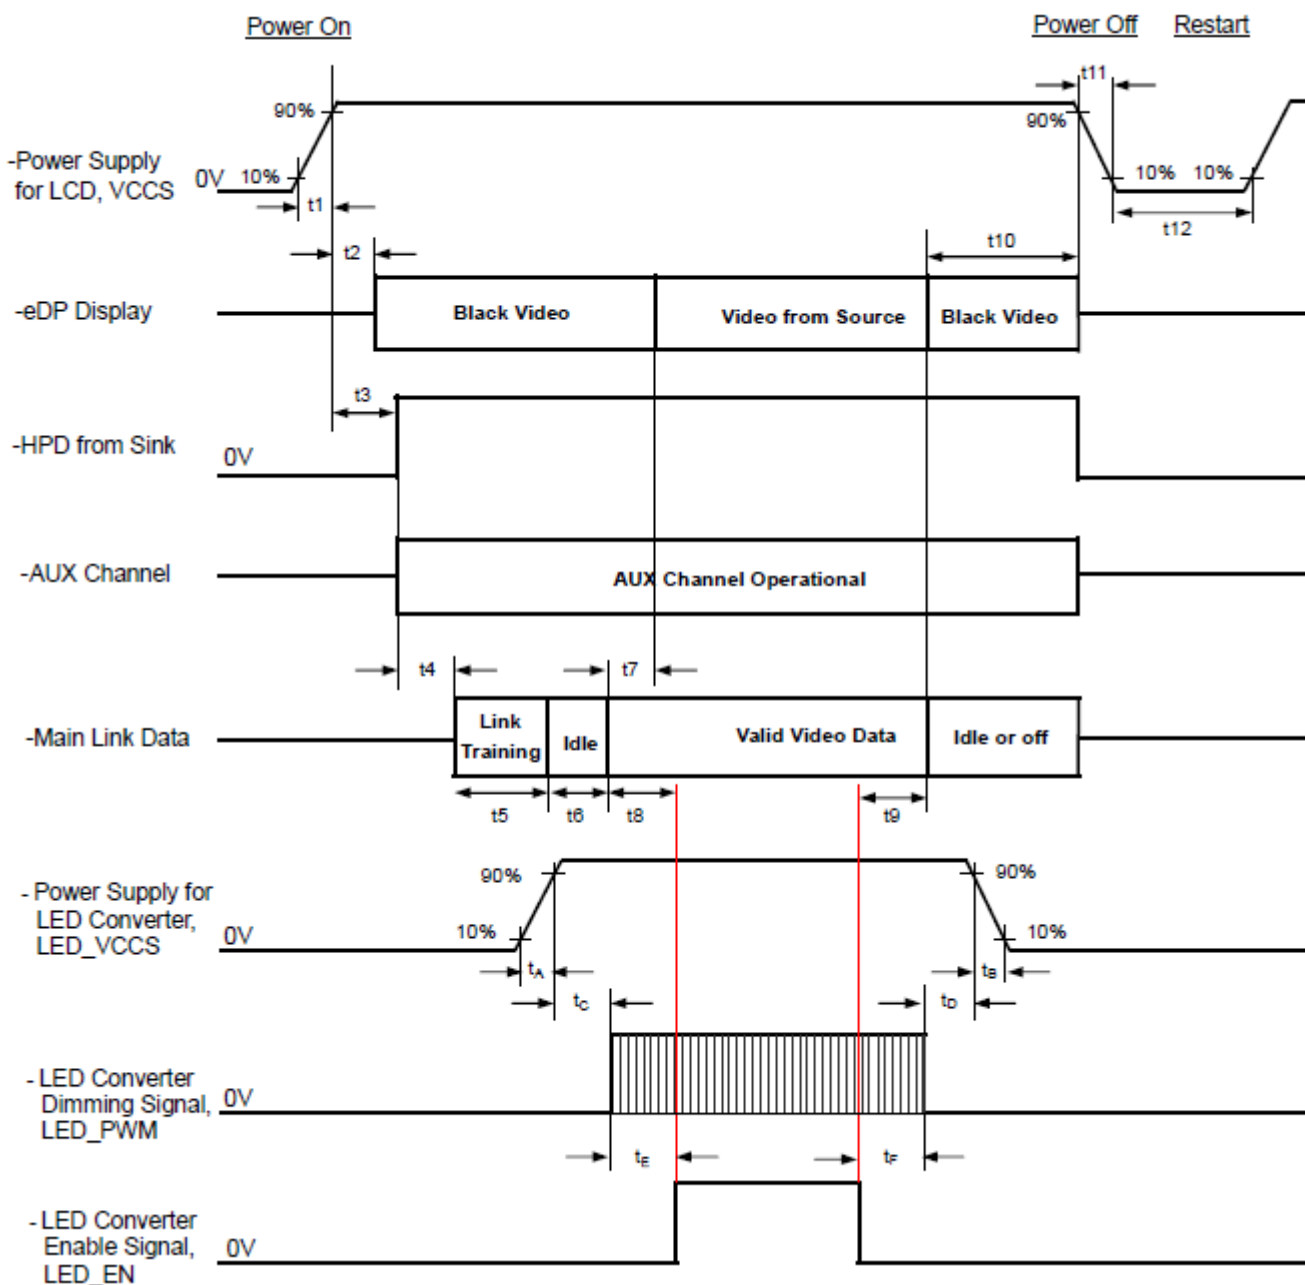 Power On
Power Off
Restart
t11
90%
90%
-Power Supply
for LCD, VCCS
0V
10%
10%
10%
t1
t12
t2
t10
-eDP Display
Black Video
Video from Source
Black Video
t3
-HPD from Sink
0V
-AUX Channel
AUX Channel Operational
t4
t7
-Main Link Data
Link
Training
Idle
Valid Video Data
Idle or off
t5
t6
t8
t9
90%
90%
- Power Supply for
LED Converter,
LED_VCCS
0V
10%
10%
tA
tB
tC
tD
- LED Converter
Dimming Signal,
LED_PWM
0V
tE
tF
- LED Converter
Enable Signal,
LED_EN
0V